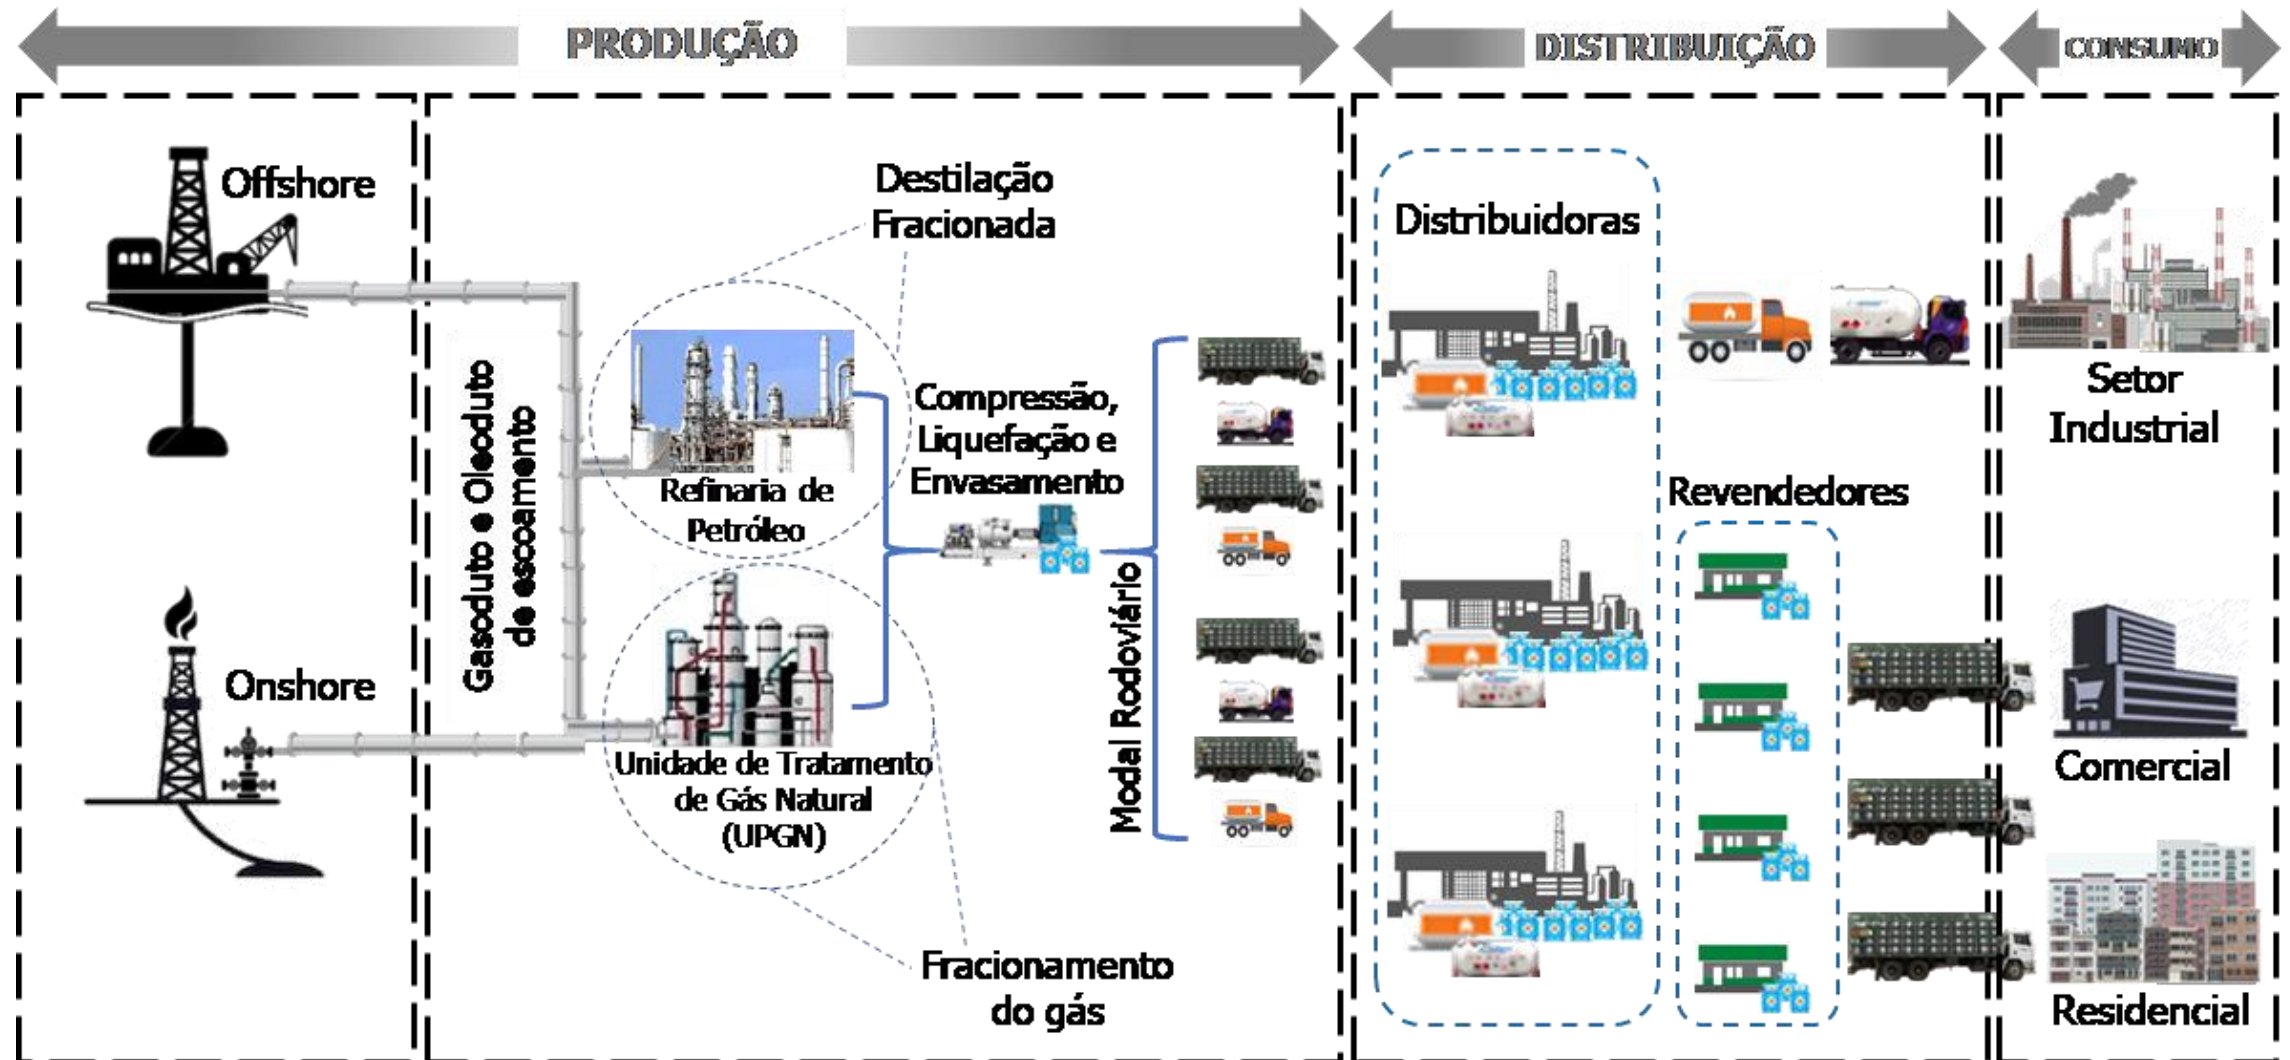 PRODUÇÃO
DISTRIBUIÇÃO
CONSUMO
Offshore
Onshore
Gasoduto e Oleoduto
de escoamento
Destilação
Fracionada
Refinaria de
Petróleo
Unidade de Tratamento
de Gás Natural
(UPGN)
Fracionamento
do gás
Compressão,
Liquefação e
Envasamento
Modal Rodoviário
Distribuidoras
Revendedores
Setor
Industrial
Comercial
Residencial